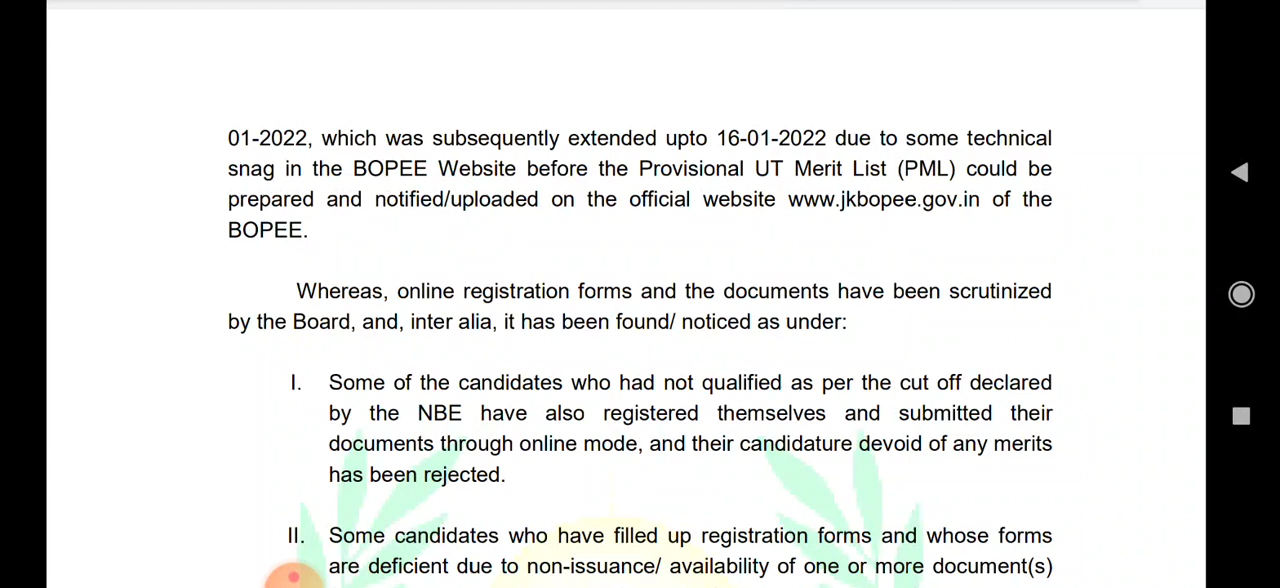 01-2022, which was subsequently extended upto 16-01-2022 due to some technical
snag in the BOPEE Website before the Provisional UT Merit List (PML) could be
prepared and notified/uploaded on the official website www.jkbopee.gov.in of the
BOPEE.
Whereas, online registration forms and the documents have been scrutinized
by the Board, and, inter alia, it has been found/ noticed as under:
I. Some of the candidates who had not qualified as per the cut off declared
by the NBE have also registered themselves and submitted their
documents through online mode, and their candidature devoid of any merits
has been rejected.
II. Some candidates who have filled up registration forms and whose forms
are deficient due to non-issuance/ availability of one or more document(s)